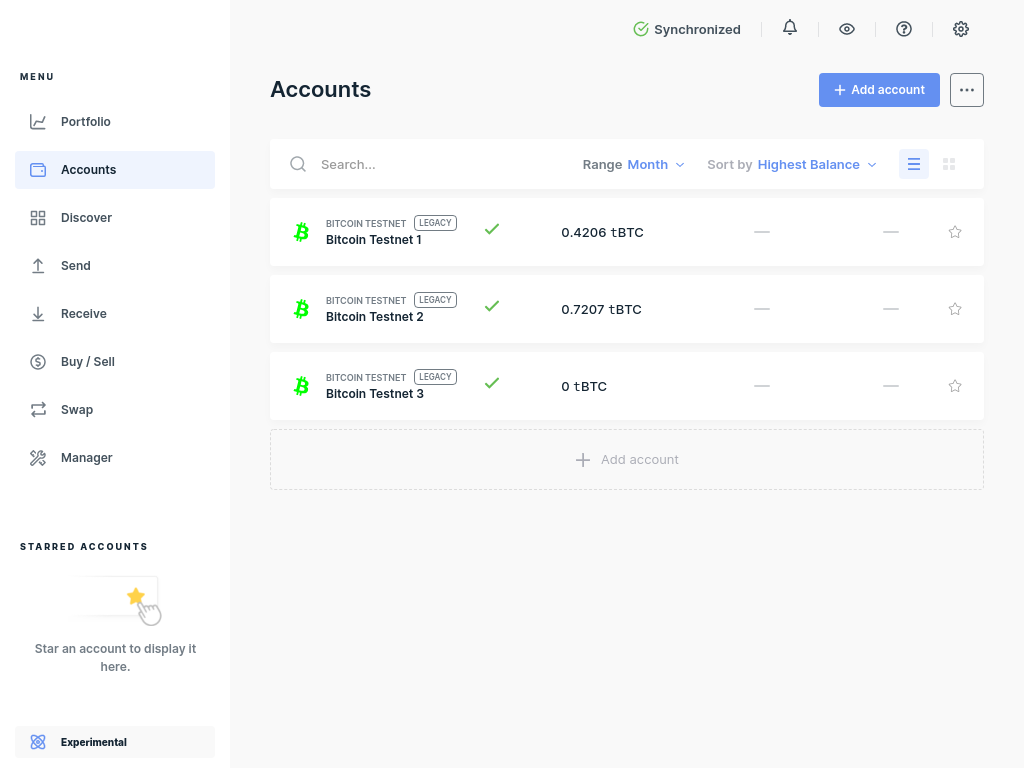 Synchronized
MENU
Portfolio
Accounts
Discover
Send
Receive
Buy / Sell
Swap
Manager
STARRED ACCOUNTS
Star an account to display it
here.
Experimental
Accounts
Add account
Search...
Range Month
Sort by Highest Balance
BITCOIN TESTNET LEGACY
Bitcoin Testnet 1
0.4206 tBTC
—
—
BITCOIN TESTNET LEGACY
Bitcoin Testnet 2
0.7207 tBTC
—
—
BITCOIN TESTNET LEGACY
Bitcoin Testnet 3
0 tBTC
—
—
Add account